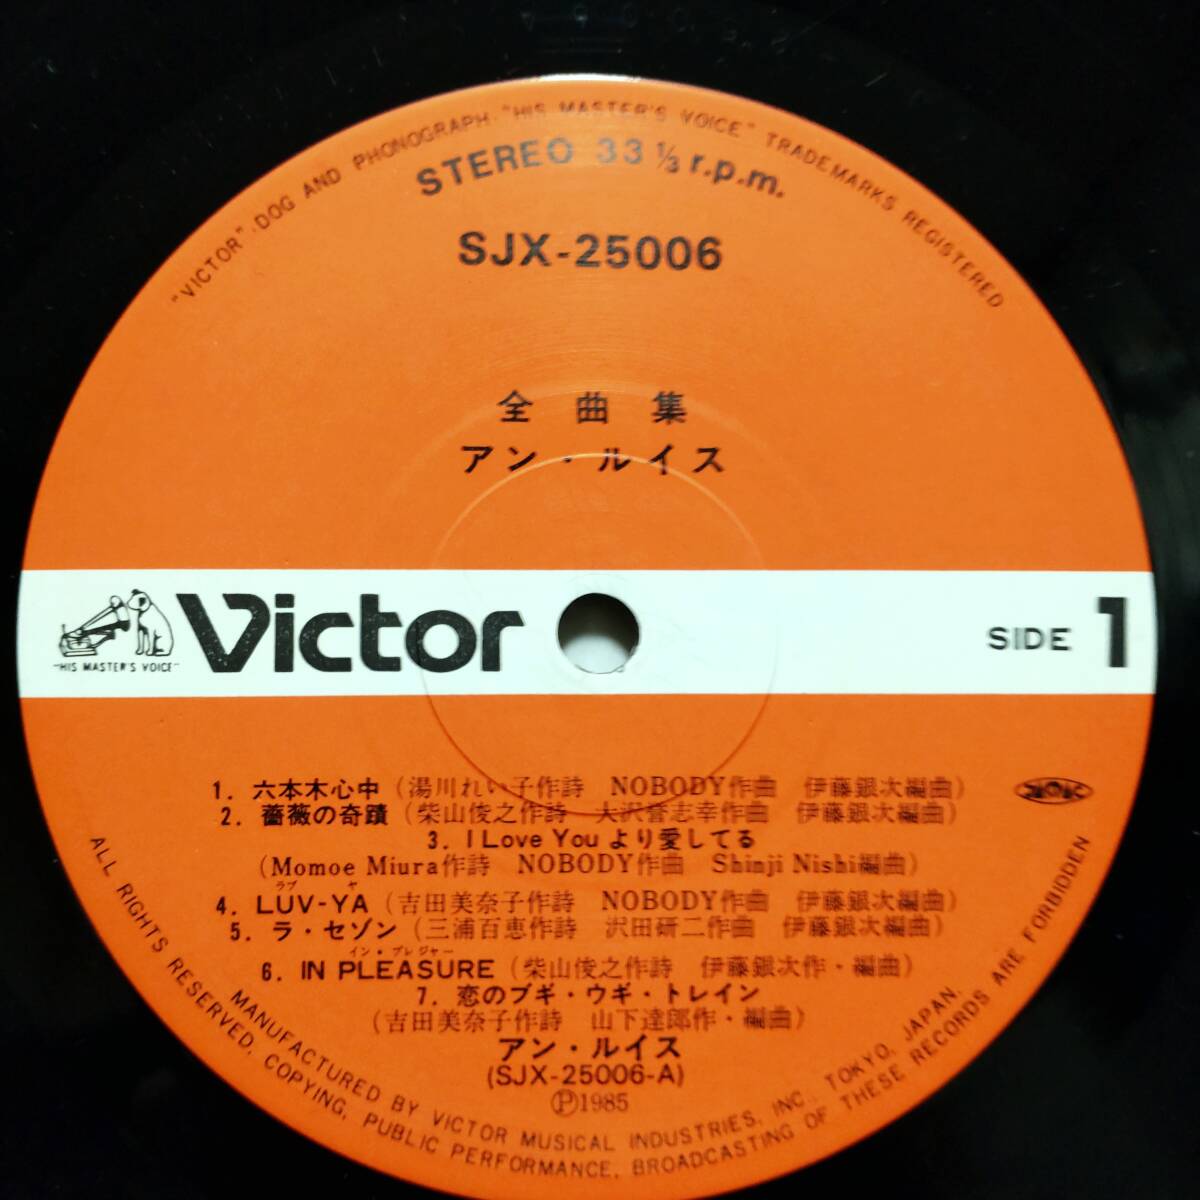 "VICTOR"·DOG AND PHONOGRAPH·"HIS MASTER'S VOICE" TRADEMARKS REGISTERED
STEREO 33 1/3 r.p.m.
SJX-25006
全曲集
アン・ルイス
"HIS MASTER'S VOICE"
Victor
SIDE 1
1. 六本木心中（湯川れい子作詩　NOBODY作曲　伊藤銀次編曲）
2. 薔薇の奇蹟（柴山俊之作詩　大沢誉志幸作曲　伊藤銀次編曲）
3. I Love You より愛してる
（Momoe Miura作詩　NOBODY作曲　Shinji Nishi編曲）
ラブ　ヤ
4. LUV-YA（吉田美奈子作詩　NOBODY作曲　伊藤銀次編曲）
5. ラ・セゾン（三浦百恵作詩　沢田研二作曲　伊藤銀次編曲）
イン・プレジャー
6. IN PLEASURE（柴山俊之作詩　伊藤銀次作・編曲）
7. 恋のブギ・ウギ・トレイン
（吉田美奈子作詩　山下達郎作・編曲）
アン・ルイス
(SJX-25006-A)
Ⓟ1985
MANUFACTURED BY VICTOR MUSICAL INDUSTRIES, INC., TOKYO, JAPAN.
ALL RIGHTS RESERVED, COPYING, PUBLIC PERFORMANCE, BROADCASTING OF THESE RECORDS ARE FORBIDDEN